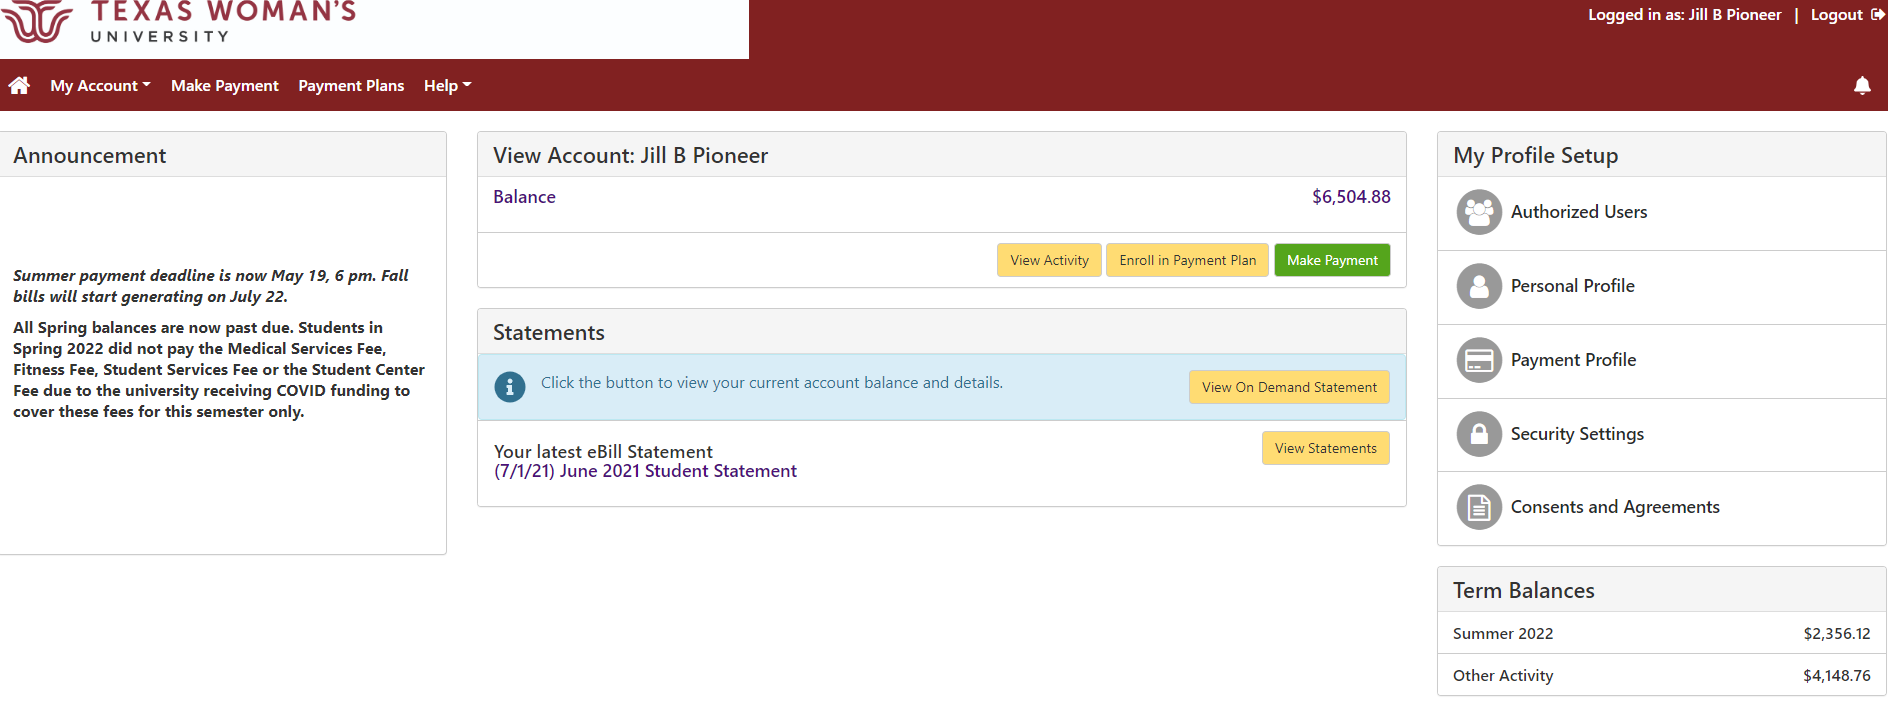 TEXAS WOMAN'S
UNIVERSITY
Logged in as: Jill B Pioneer | Logout
My Account Make Payment Payment Plans Help
Announcement
Summer payment deadline is now May 19, 6 pm. Fall
bills will start generating on July 22.
All Spring balances are now past due. Students in
Spring 2022 did not pay the Medical Services Fee,
Fitness Fee, Student Services Fee or the Student Center
Fee due to the university receiving COVID funding to
cover these fees for this semester only.
View Account: Jill B Pioneer
Balance $6,504.88
View Activity Enroll in Payment Plan Make Payment
Statements
Click the button to view your current account balance and details. View On Demand Statement
Your latest eBill Statement View Statements
(7/1/21) June 2021 Student Statement
My Profile Setup
Authorized Users
Personal Profile
Payment Profile
Security Settings
Consents and Agreements
Term Balances
Summer 2022 $2,356.12
Other Activity $4,148.76